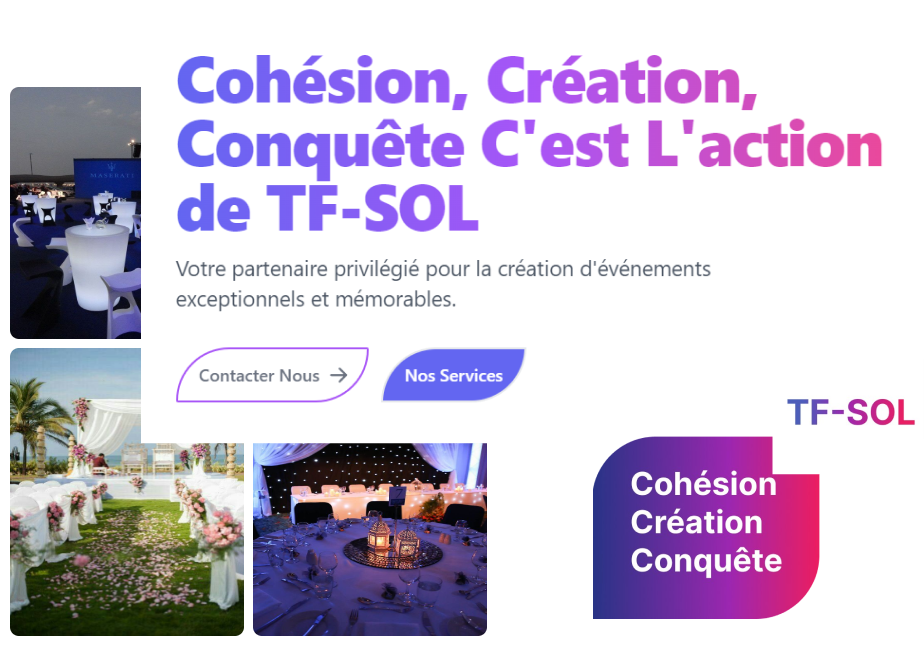 Cohésion, Création,
Conquête C'est L'action
de TF-SOL
Votre partenaire privilégié pour la création d'événements
exceptionnels et mémorables.
Contacter Nous
Nos Services
MASERATI
TF-SOL
Cohésion
Création
Conquête